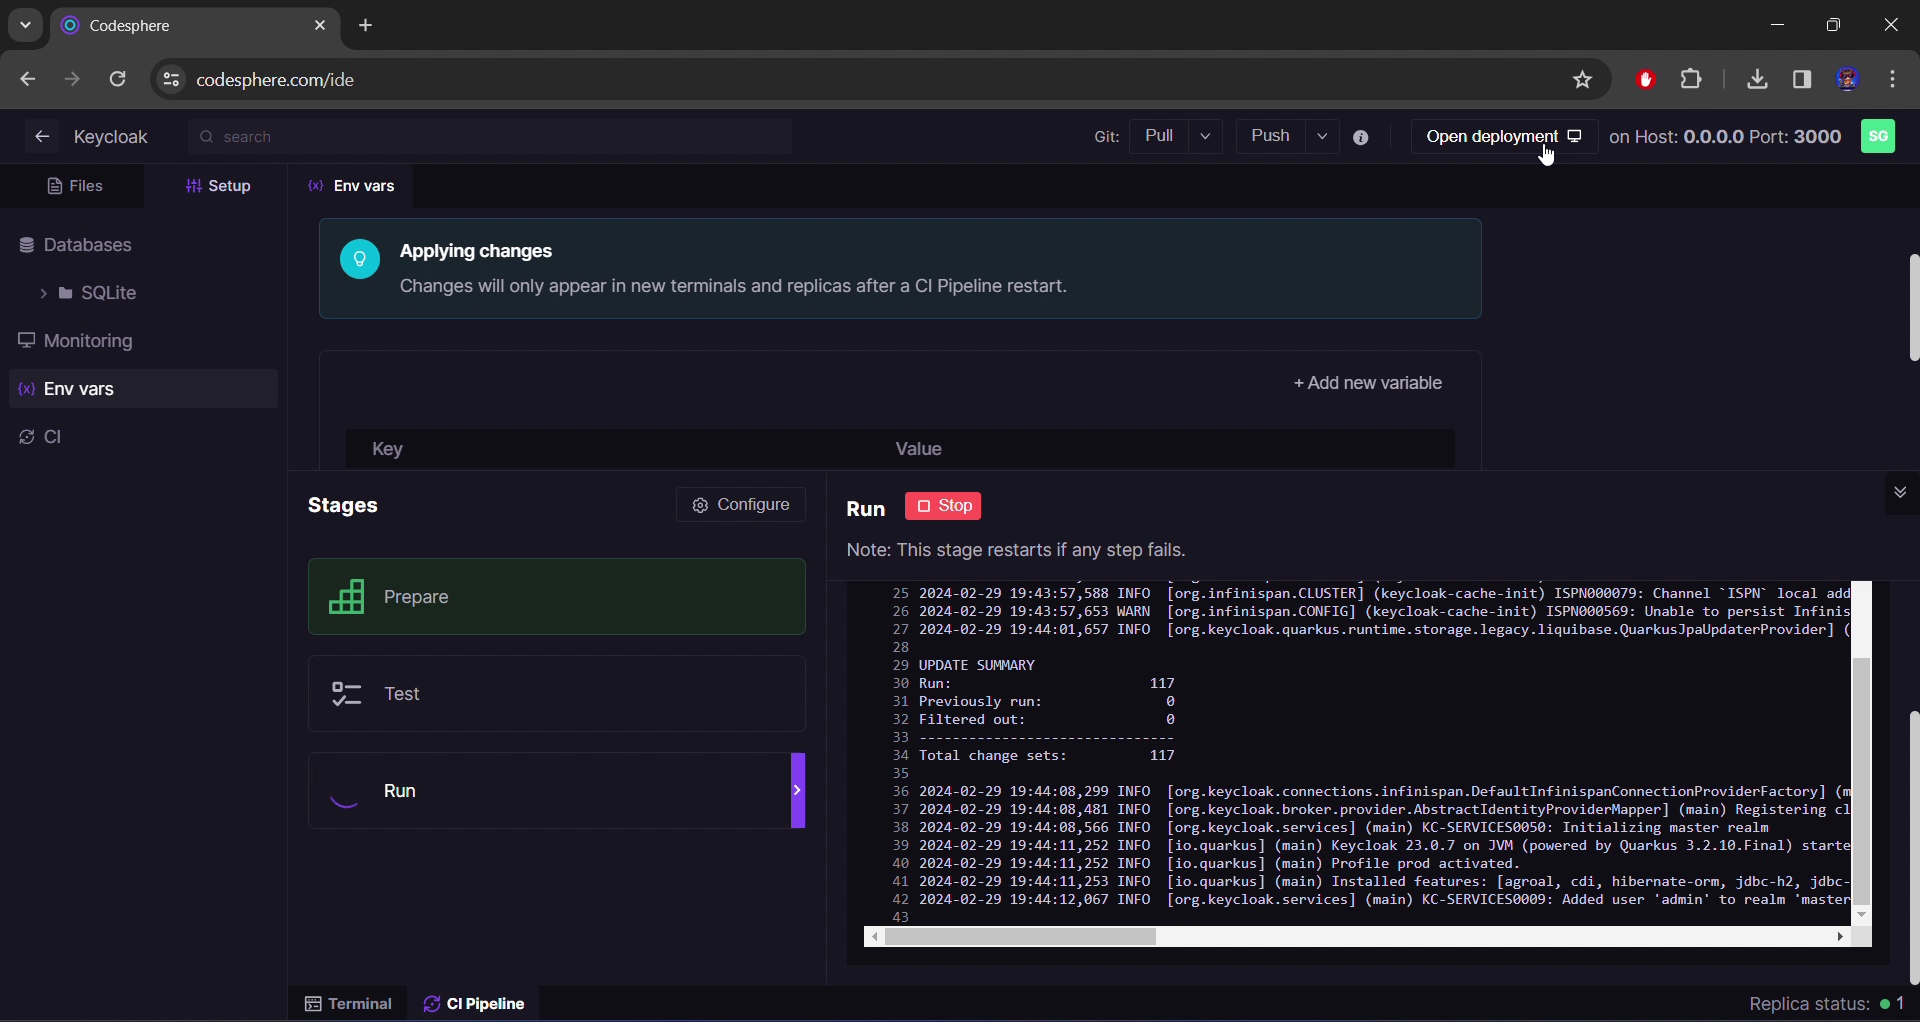 Codesphere
codesphere.com/ide
Keycloak
search
Git:
Pull
Push
Open deployment
on Host: 0.0.0.0 Port: 3000
SG
Files
Setup
{x} Env vars
Databases
SQLite
Monitoring
{x} Env vars
CI
Applying changes
Changes will only appear in new terminals and replicas after a CI Pipeline restart.
+ Add new variable
Key Value
Stages
Configure
Prepare
Test
Run
Run
Stop
Note: This stage restarts if any step fails.
25 2024-02-29 19:43:57,588 INFO [org.infinispan.CLUSTER] (keycloak-cache-init) ISPN000079: Channel `ISPN` local add
26 2024-02-29 19:43:57,653 WARN [org.infinispan.CONFIG] (keycloak-cache-init) ISPN000569: Unable to persist Infinis
27 2024-02-29 19:44:01,657 INFO [org.keycloak.quarkus.runtime.storage.legacy.liquibase.QuarkusJpaUpdaterProvider] (
28
29 UPDATE SUMMARY
30 Run: 117
31 Previously run: 0
32 Filtered out: 0
33 -------------------------------
34 Total change sets: 117
35
36 2024-02-29 19:44:08,299 INFO [org.keycloak.connections.infinispan.DefaultInfinispanConnectionProviderFactory] (m
37 2024-02-29 19:44:08,481 INFO [org.keycloak.broker.provider.AbstractIdentityProviderMapper] (main) Registering cl
38 2024-02-29 19:44:08,566 INFO [org.keycloak.services] (main) KC-SERVICES0050: Initializing master realm
39 2024-02-29 19:44:11,252 INFO [io.quarkus] (main) Keycloak 23.0.7 on JVM (powered by Quarkus 3.2.10.Final) starte
40 2024-02-29 19:44:11,252 INFO [io.quarkus] (main) Profile prod activated.
41 2024-02-29 19:44:11,253 INFO [io.quarkus] (main) Installed features: [agroal, cdi, hibernate-orm, jdbc-h2, jdbc-
42 2024-02-29 19:44:12,067 INFO [org.keycloak.services] (main) KC-SERVICES0009: Added user 'admin' to realm 'master
43
Terminal
CI Pipeline
Replica status: 1